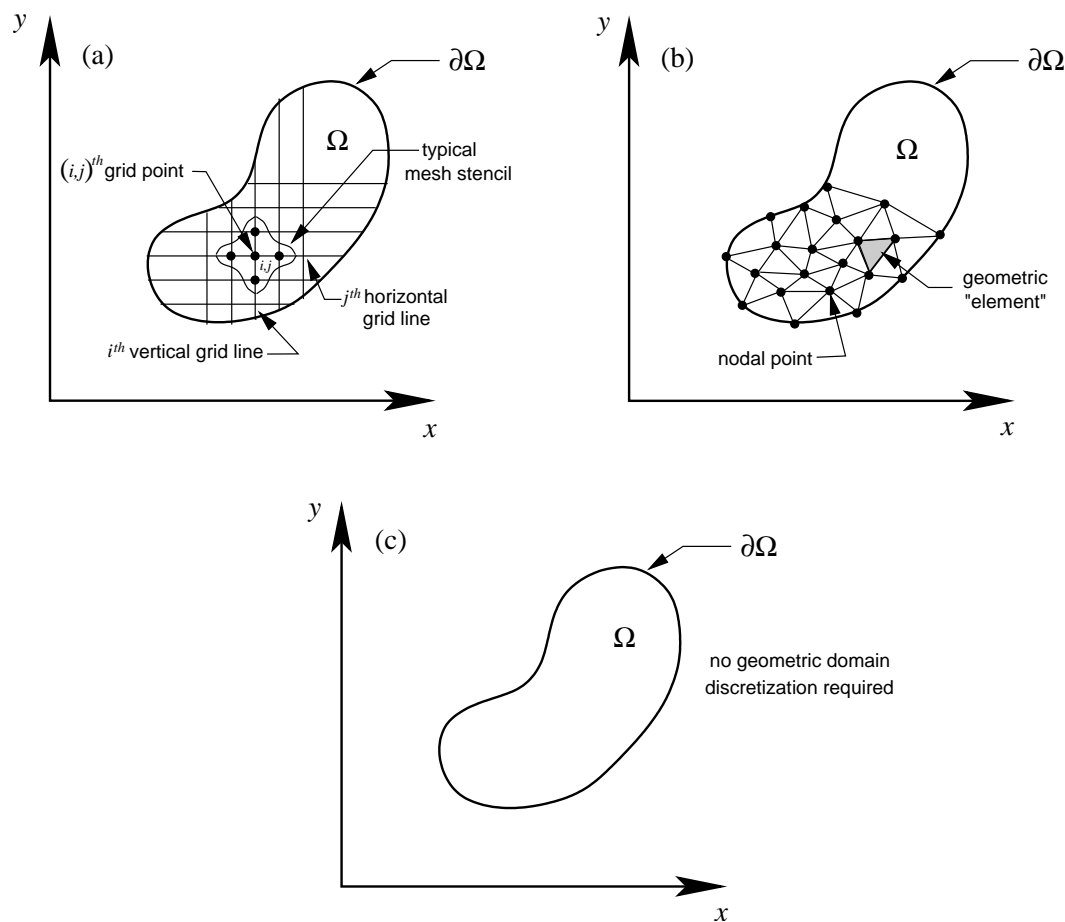 y
(a)
∂Ω
Ω
(i,j)th grid point
typical
mesh stencil
i,j
jth horizontal
grid line
ith vertical grid line
x
y
(b)
∂Ω
Ω
geometric
"element"
nodal point
x
y
(c)
∂Ω
Ω
no geometric domain
discretization required
x